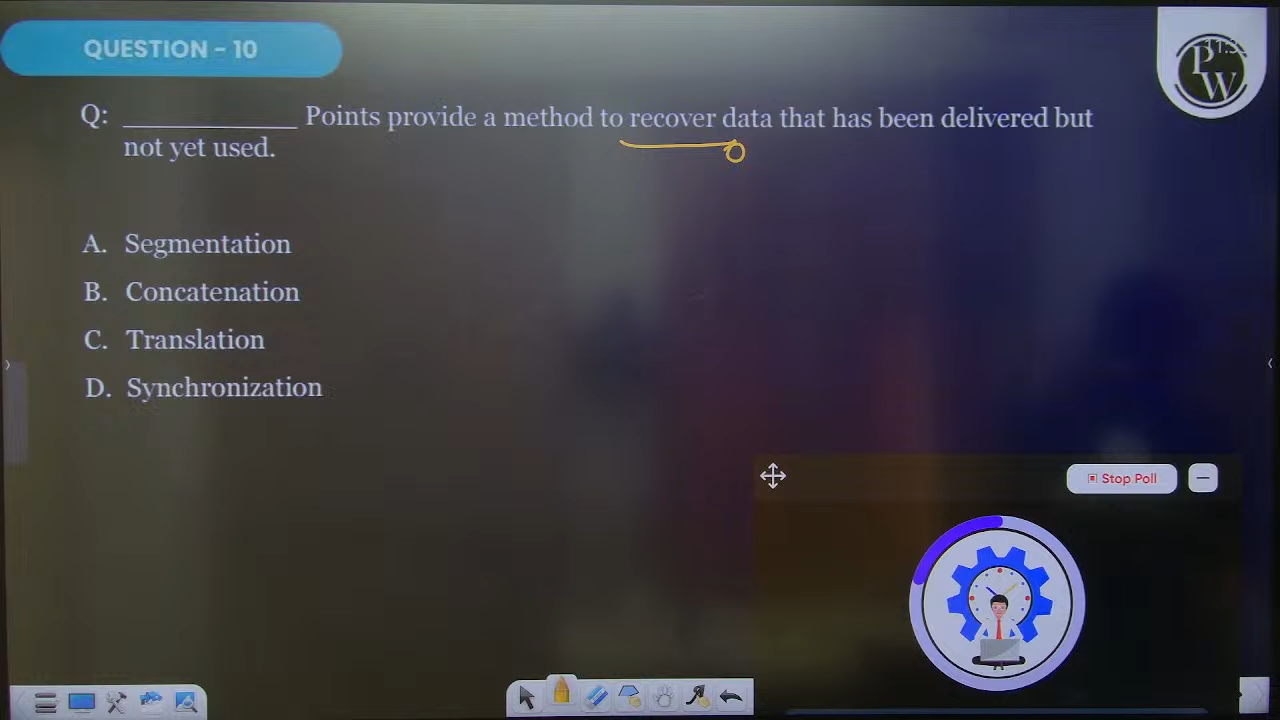 QUESTION - 10
Q: ____________ Points provide a method to recover data that has been delivered but
not yet used.
A. Segmentation
B. Concatenation
C. Translation
D. Synchronization
PW
Stop Poll